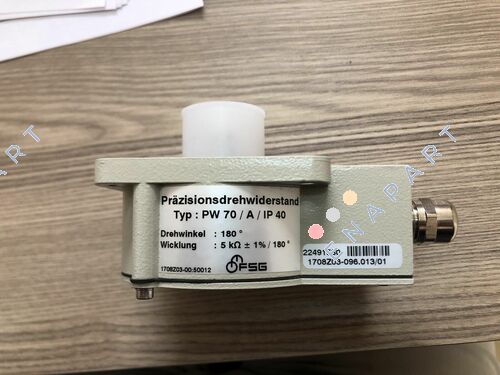 Präzisionsdrehwiderstand
Typ : PW 70 / A / IP 40
Drehwinkel : 180°
Wicklung : 5 kΩ ± 1% / 180°
FSG
1708Z03-00:50012
1708Z03-096.013/01
ENAPART